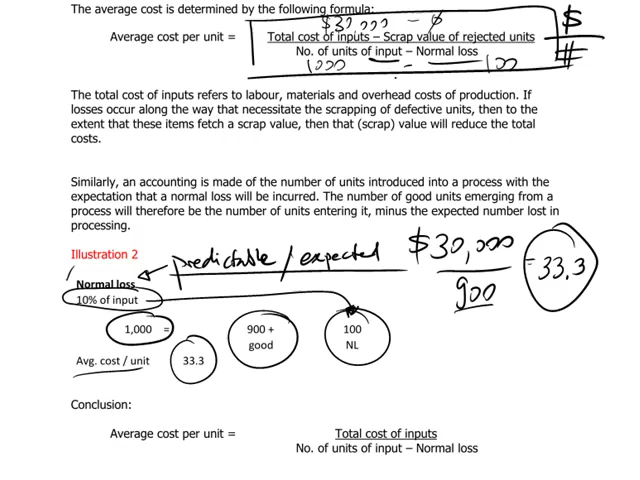 The average cost is determined by the following formula:
$30,000 - ø
Average cost per unit = Total cost of inputs – Scrap value of rejected units $
No. of units of input – Normal loss #
1000 - 100
The total cost of inputs refers to labour, materials and overhead costs of production. If
losses occur along the way that necessitate the scrapping of defective units, then to the
extent that these items fetch a scrap value, then that (scrap) value will reduce the total
costs.
Similarly, an accounting is made of the number of units introduced into a process with the
expectation that a normal loss will be incurred. The number of good units emerging from a
process will therefore be the number of units entering it, minus the expected number lost in
processing.
Illustration 2
predictable / expected
$30,000
= 33.3
900
Normal loss
10% of input
1,000 = 900 + 100
good NL
Avg. cost / unit 33.3
Conclusion:
Average cost per unit = Total cost of inputs
No. of units of input – Normal loss